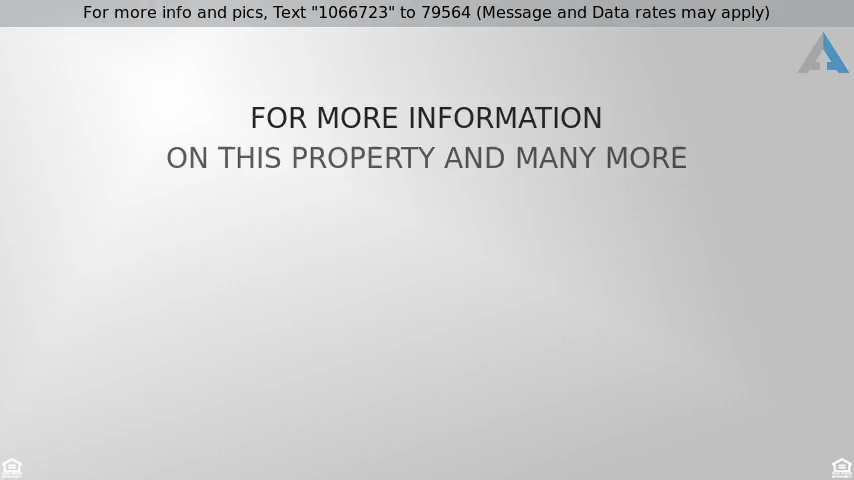 For more info and pics, Text "1066723" to 79564 (Message and Data rates may apply)
FOR MORE INFORMATION
ON THIS PROPERTY AND MANY MORE